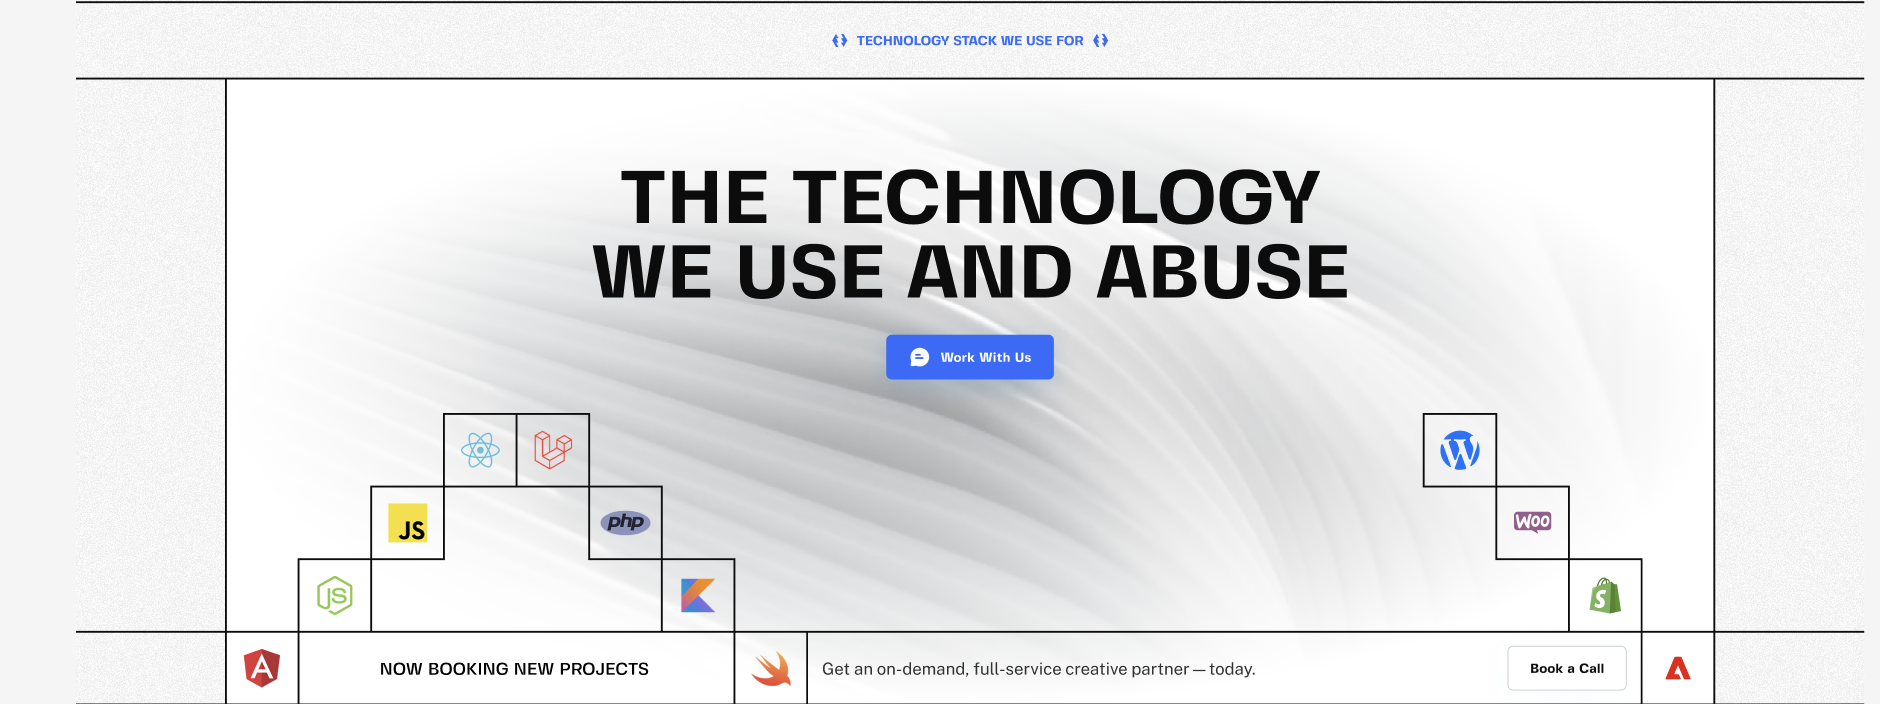 TECHNOLOGY STACK WE USE FOR
THE TECHNOLOGY
WE USE AND ABUSE
Work With Us
JS
php
Woo
JS
S
A
NOW BOOKING NEW PROJECTS
Get an on-demand, full-service creative partner — today.
Book a Call